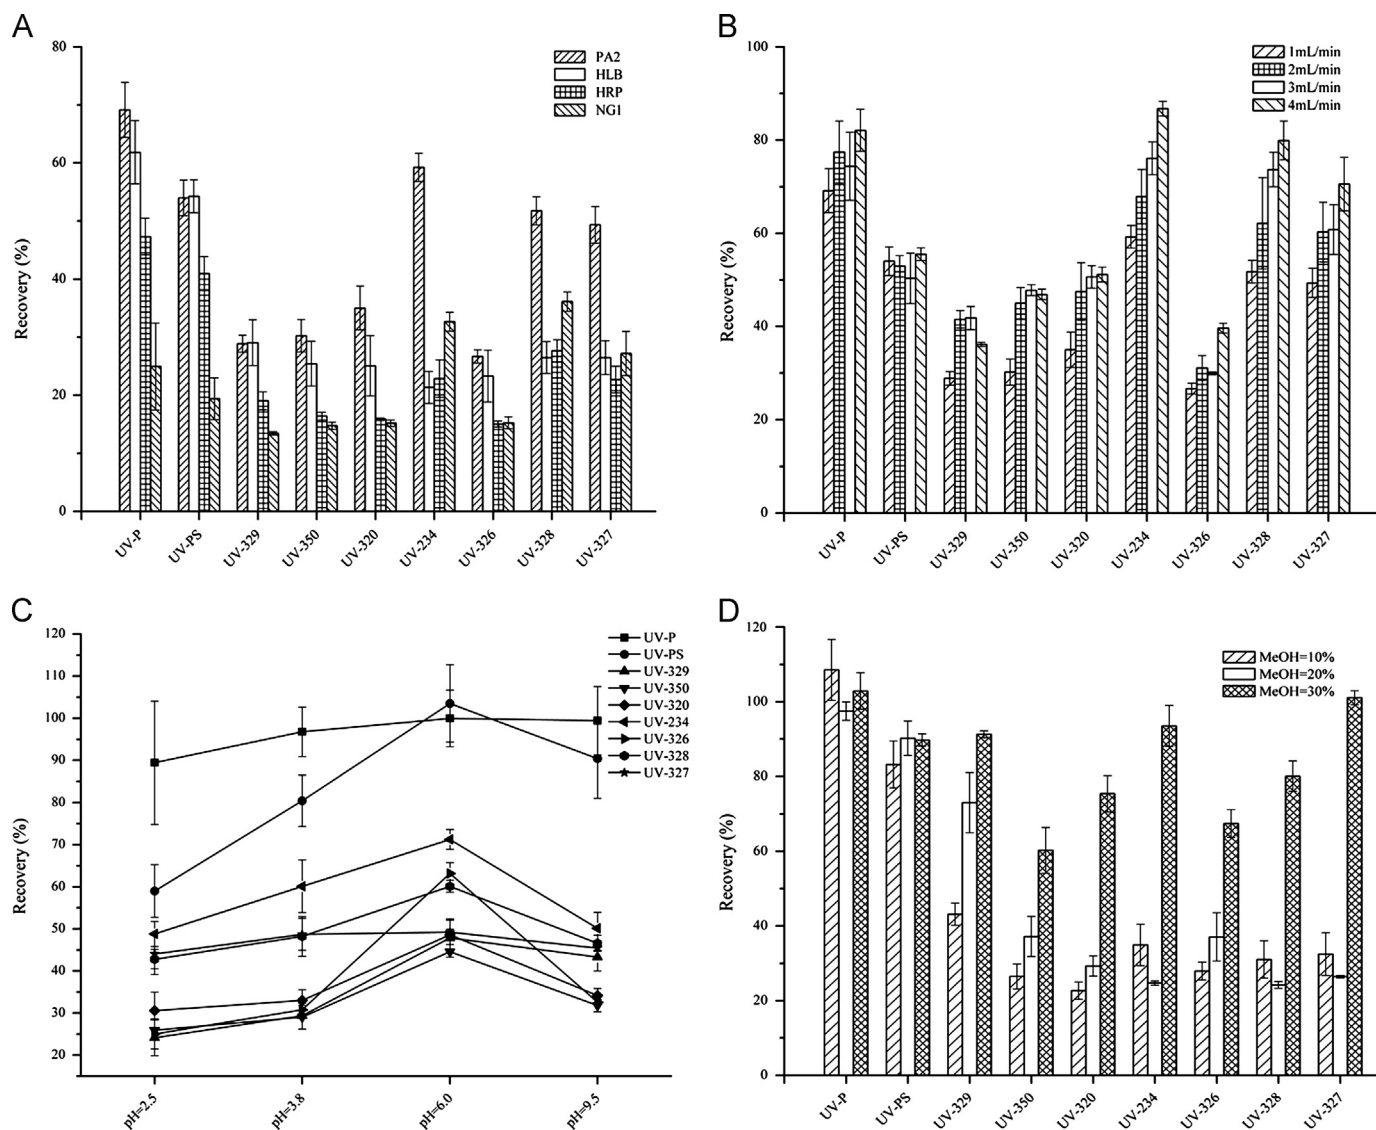 A
80
60
40
20
0
Recovery (%)
PA2
HLB
HRP
NG1
UV-P
UV-PS
UV-329
UV-350
UV-320
UV-234
UV-326
UV-328
UV-327
B
100
80
60
40
20
0
Recovery (%)
1mL/min
2mL/min
3mL/min
4mL/min
UV-P
UV-PS
UV-329
UV-350
UV-320
UV-234
UV-326
UV-328
UV-327
C
120
110
100
90
80
70
60
50
40
30
20
Recovery (%)
UV-P
UV-PS
UV-329
UV-350
UV-320
UV-234
UV-326
UV-328
UV-327
pH=2.5
pH=3.8
pH=6.0
pH=9.5
D
120
100
80
60
40
20
0
Recovery (%)
MeOH=10%
MeOH=20%
MeOH=30%
UV-P
UV-PS
UV-329
UV-350
UV-320
UV-234
UV-326
UV-328
UV-327